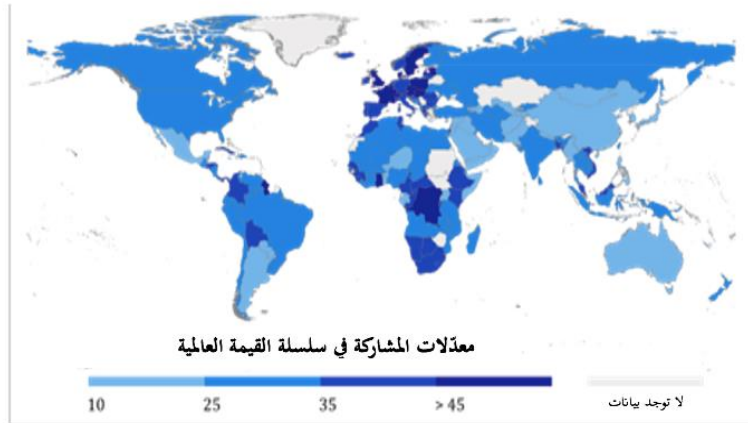 معدّلات المشاركة في سلسلة القيمة العالمية
10 25 35 > 45
لا توجد بيانات